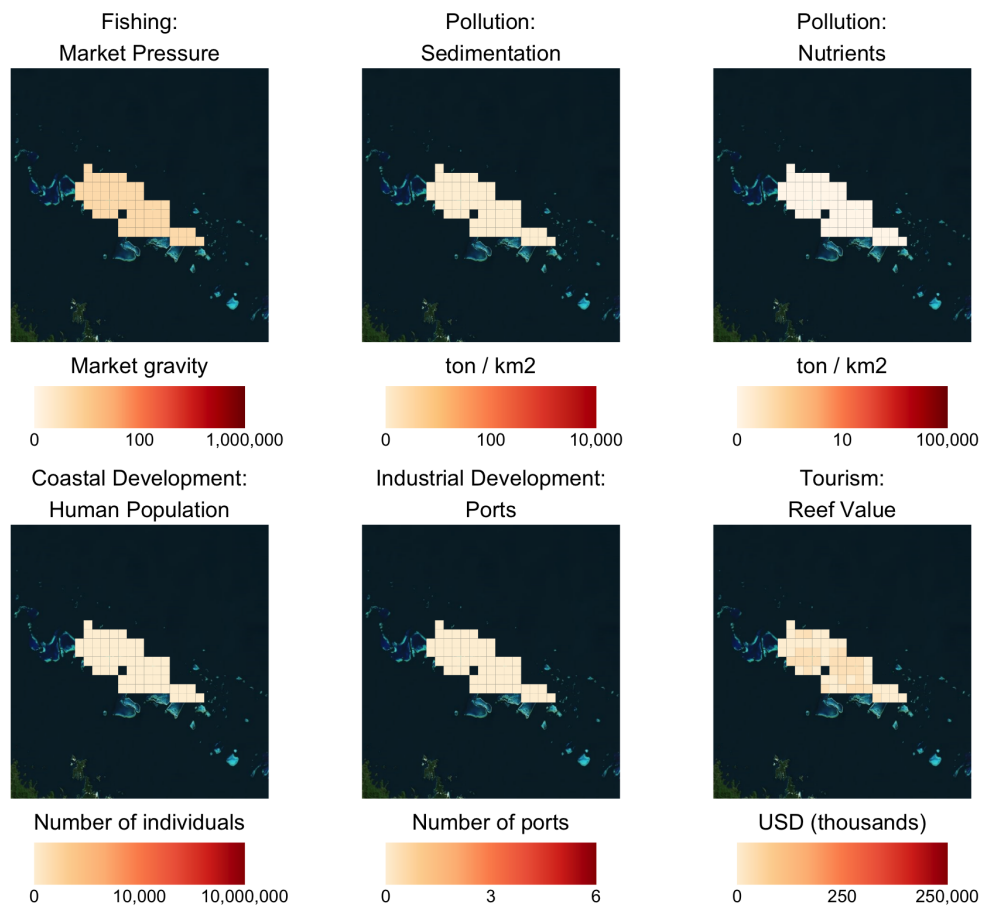 Fishing:
Market Pressure
Pollution:
Sedimentation
Pollution:
Nutrients
Market gravity
0 100 1,000,000
ton / km2
0 100 10,000
ton / km2
0 10 100,000
Coastal Development:
Human Population
Industrial Development:
Ports
Tourism:
Reef Value
Number of individuals
0 10,000 10,000,000
Number of ports
0 3 6
USD (thousands)
0 250 250,000